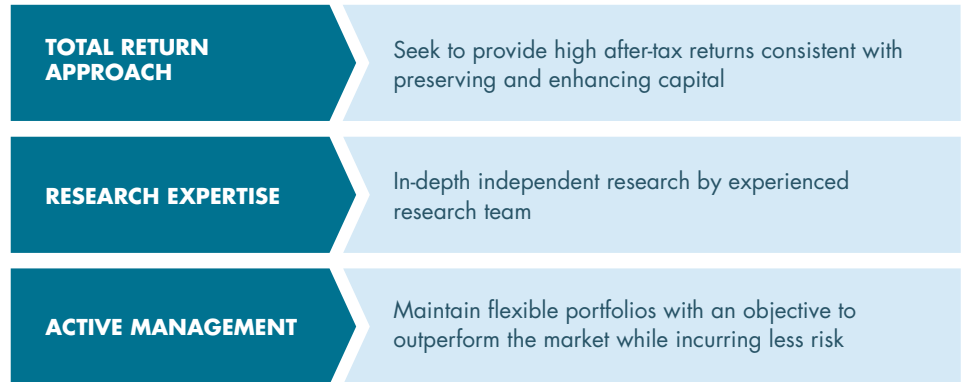 TOTAL RETURN
APPROACH
Seek to provide high after-tax returns consistent with
preserving and enhancing capital
RESEARCH EXPERTISE
In-depth independent research by experienced
research team
ACTIVE MANAGEMENT
Maintain flexible portfolios with an objective to
outperform the market while incurring less risk